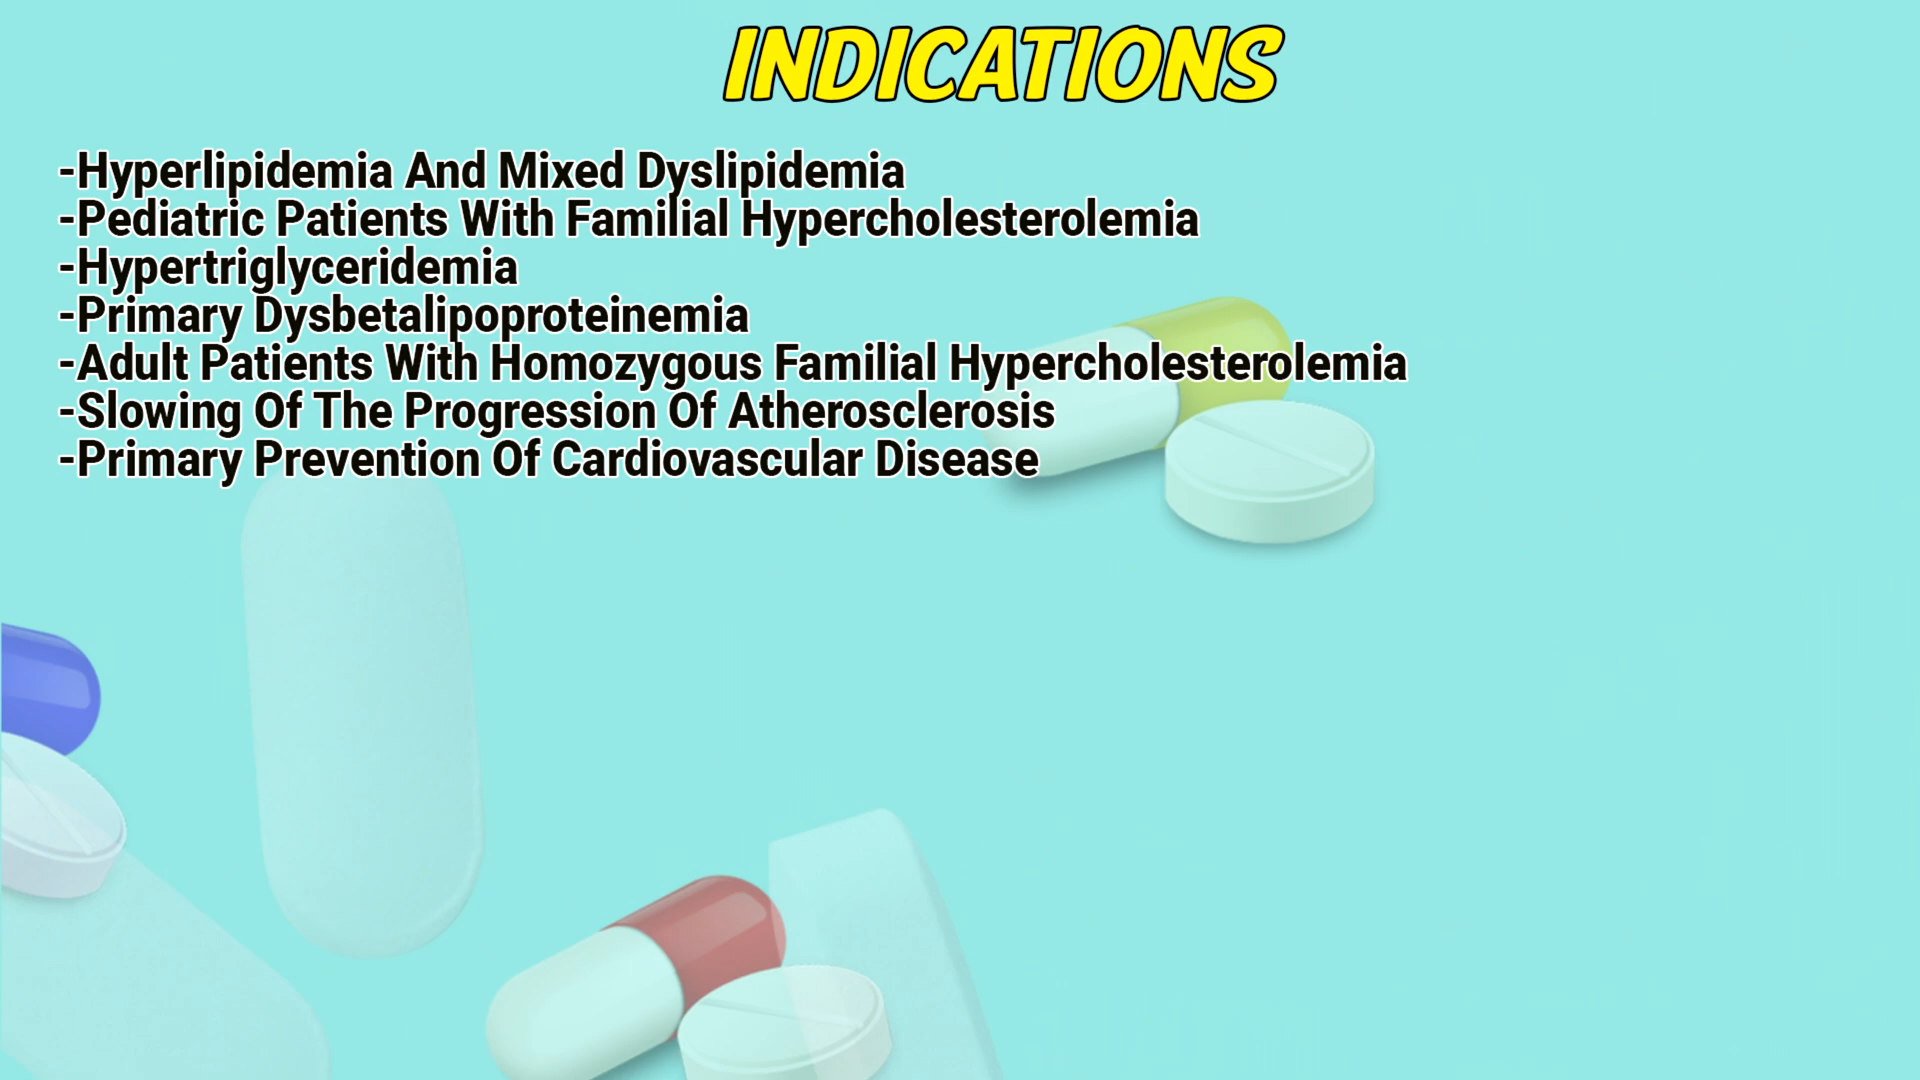 INDICATIONS
-Hyperlipidemia And Mixed Dyslipidemia
-Pediatric Patients With Familial Hypercholesterolemia
-Hypertriglyceridemia
-Primary Dysbetalipoproteinemia
-Adult Patients With Homozygous Familial Hypercholesterolemia
-Slowing Of The Progression Of Atherosclerosis
-Primary Prevention Of Cardiovascular Disease